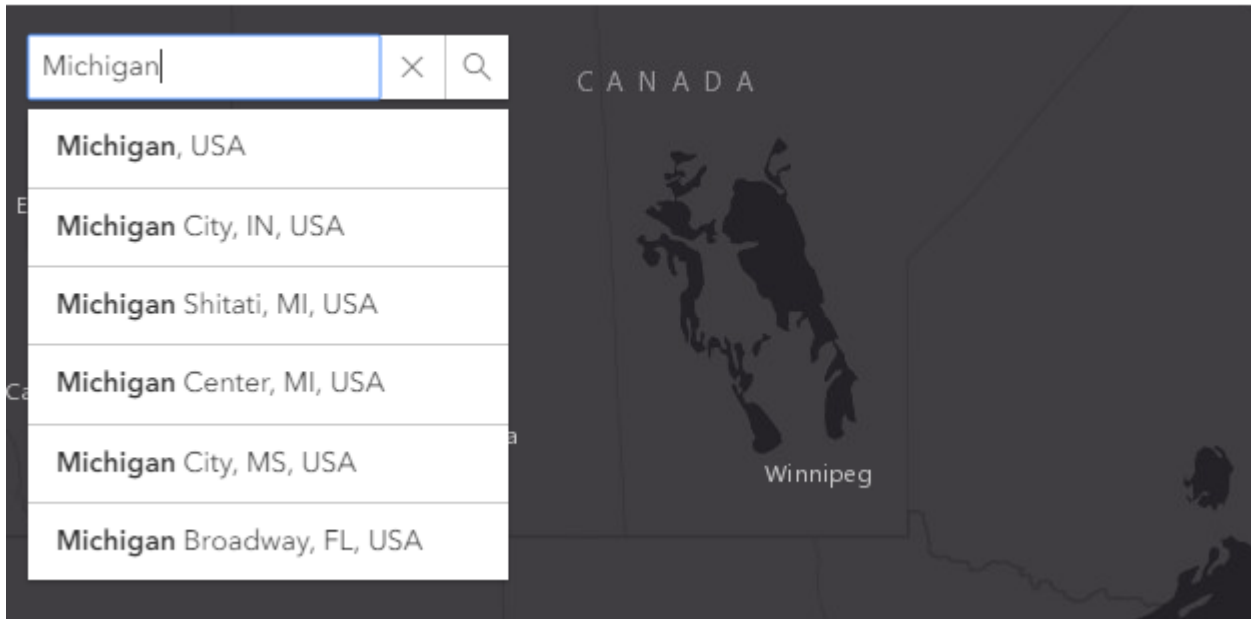 Michigan
CANADA
Michigan, USA
Michigan City, IN, USA
Michigan Shitati, MI, USA
Michigan Center, MI, USA
Michigan City, MS, USA
Winnipeg
Michigan Broadway, FL, USA